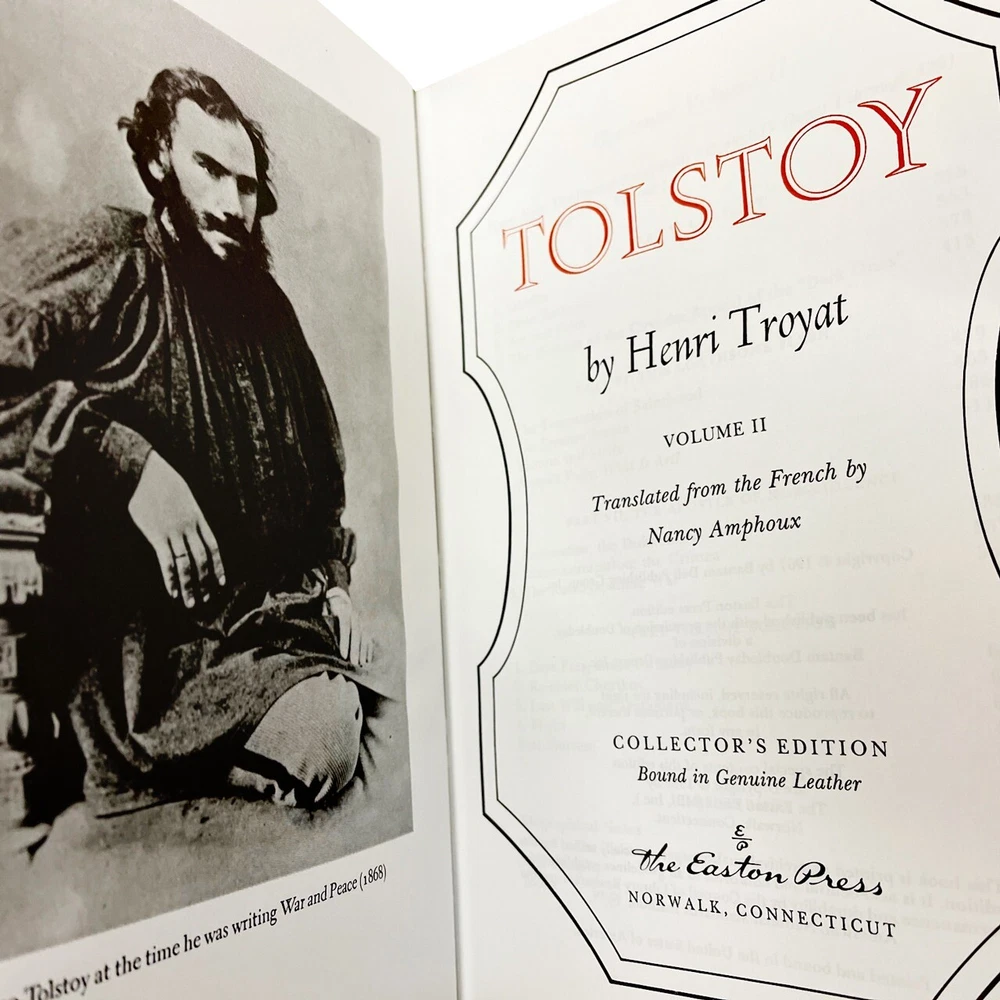 Tolstoy at the time he was writing War and Peace (1868)
TOLSTOY
by Henri Troyat
VOLUME II
Translated from the French by
Nancy Amphoux
COLLECTOR'S EDITION
Bound in Genuine Leather
the Easton Press
NORWALK, CONNECTICUT